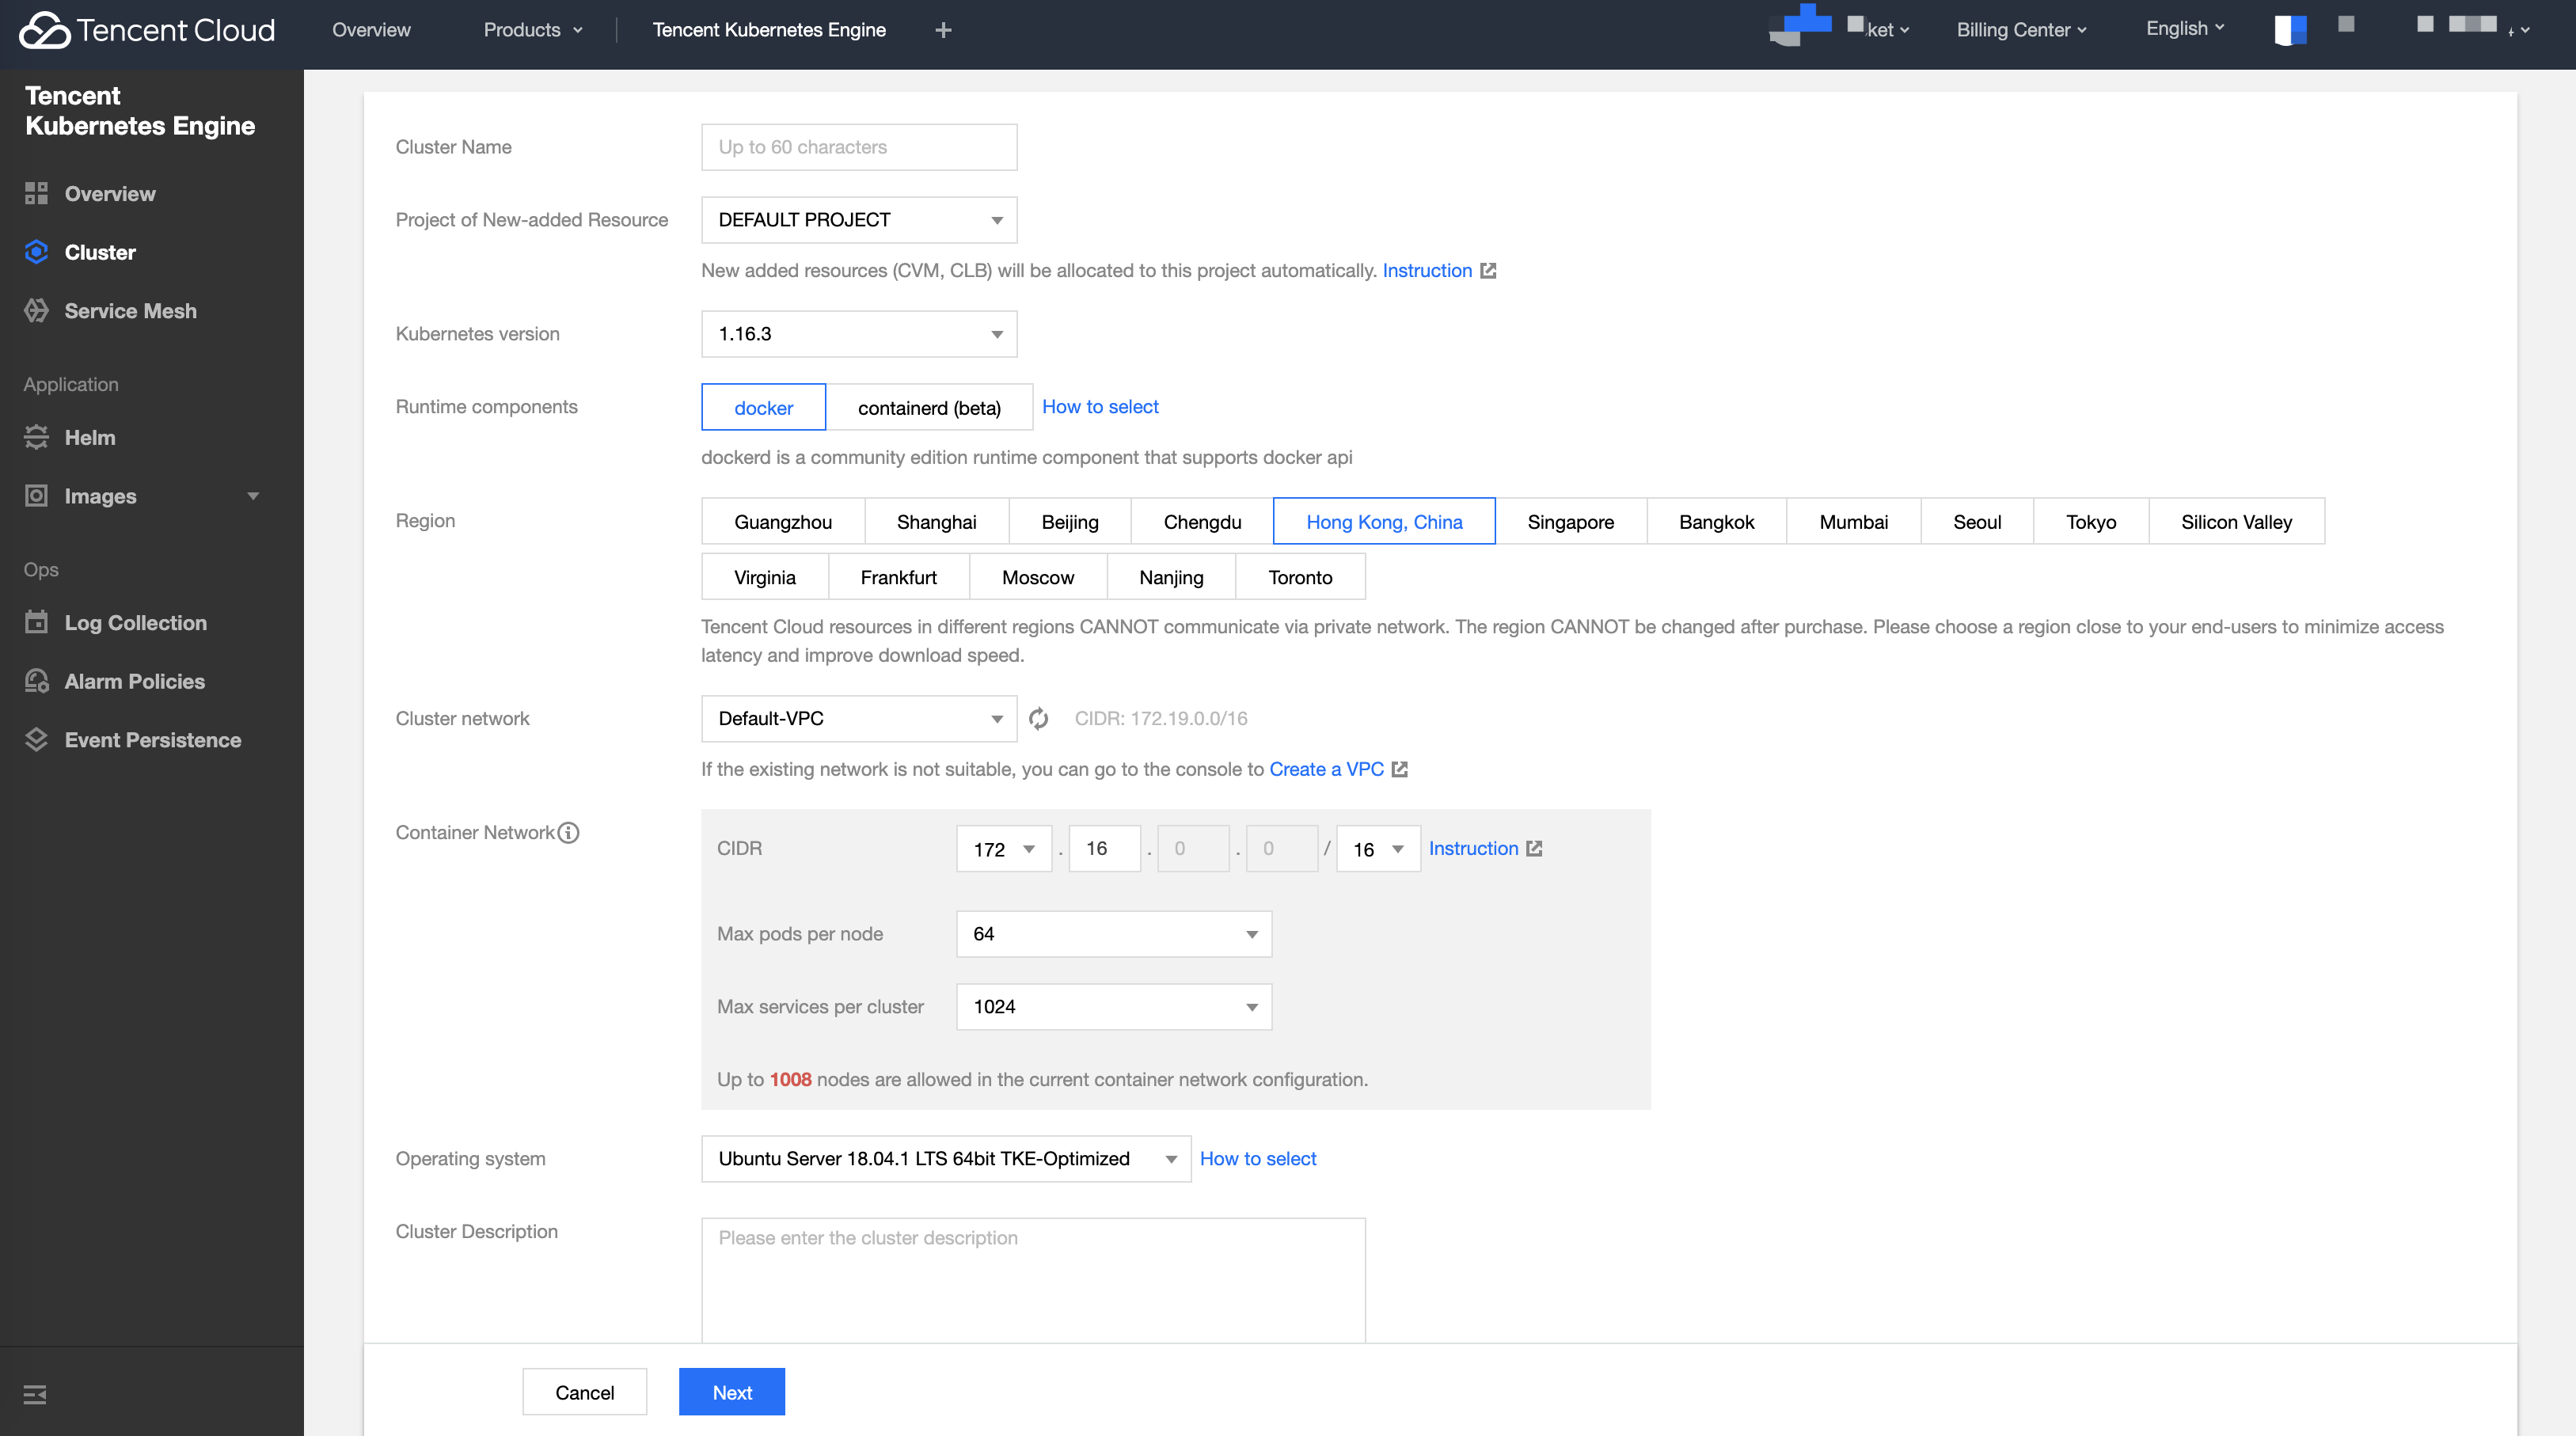 Tencent Cloud
Overview
Products
Tencent Kubernetes Engine
ket
Billing Center
English
Tencent
Kubernetes Engine
Overview
Cluster
Service Mesh
Application
Helm
Images
Ops
Log Collection
Alarm Policies
Event Persistence
Cluster Name
Up to 60 characters
Project of New-added Resource
DEFAULT PROJECT
New added resources (CVM, CLB) will be allocated to this project automatically. Instruction
Kubernetes version
1.16.3
Runtime components
docker
containerd (beta)
How to select
dockerd is a community edition runtime component that supports docker api
Region
Guangzhou
Shanghai
Beijing
Chengdu
Hong Kong, China
Singapore
Bangkok
Mumbai
Seoul
Tokyo
Silicon Valley
Virginia
Frankfurt
Moscow
Nanjing
Toronto
Tencent Cloud resources in different regions CANNOT communicate via private network. The region CANNOT be changed after purchase. Please choose a region close to your end-users to minimize access
latency and improve download speed.
Cluster network
Default-VPC
CIDR: 172.19.0.0/16
If the existing network is not suitable, you can go to the console to Create a VPC
Container Network
CIDR
172 . 16 . 0 . 0 / 16
Instruction
Max pods per node
64
Max services per cluster
1024
Up to 1008 nodes are allowed in the current container network configuration.
Operating system
Ubuntu Server 18.04.1 LTS 64bit TKE-Optimized
How to select
Cluster Description
Please enter the cluster description
Cancel
Next